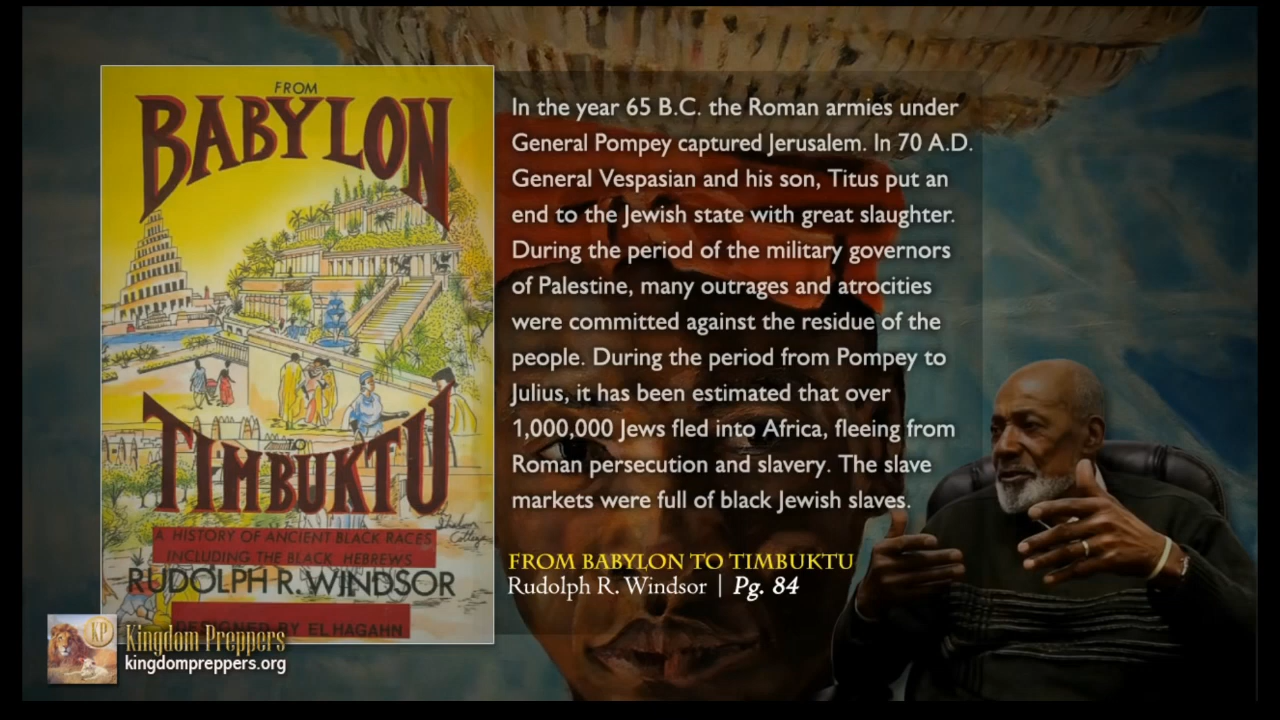 FROM
BABYLON
TO
TIMBUKTU
A HISTORY OF ANCIENT BLACK RACES
INCLUDING THE BLACK HEBREWS
RUDOLPH R. WINDSOR
DESIGNED BY EL HAGAHN
In the year 65 B.C. the Roman armies under
General Pompey captured Jerusalem. In 70 A.D.
General Vespasian and his son, Titus put an
end to the Jewish state with great slaughter.
During the period of the military governors
of Palestine, many outrages and atrocities
were committed against the residue of the
people. During the period from Pompey to
Julius, it has been estimated that over
1,000,000 Jews fled into Africa, fleeing from
Roman persecution and slavery. The slave
markets were full of black Jewish slaves.
FROM BABYLON TO TIMBUKTU
Rudolph R. Windsor | Pg. 84
KP
Kingdom Preppers
kingdompreppers.org